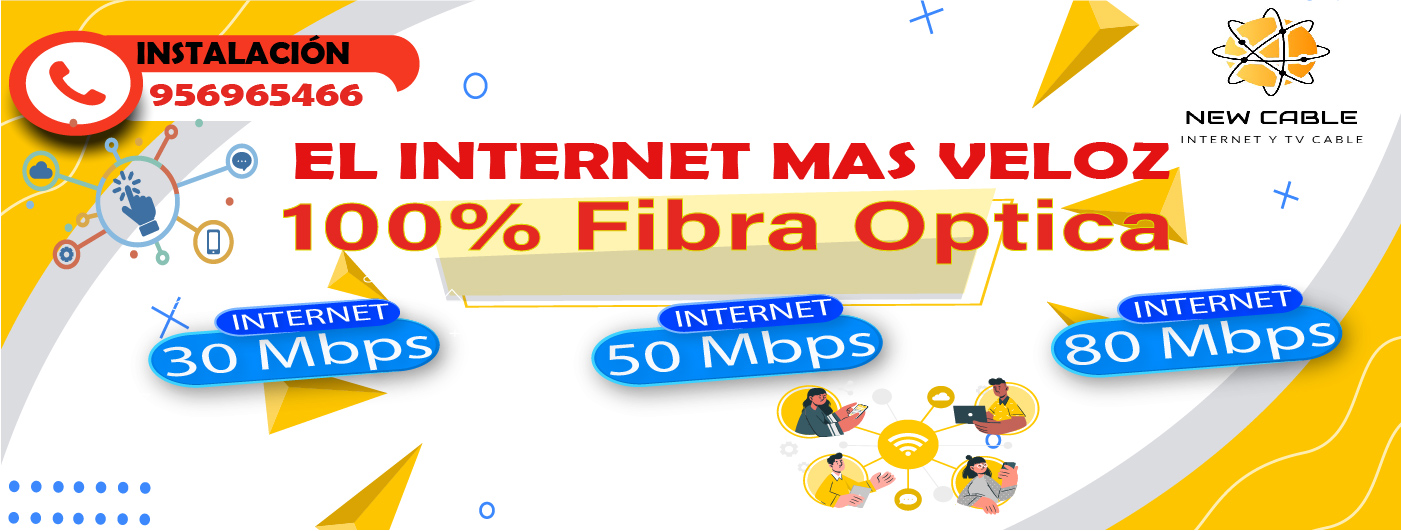 INSTALACIÓN
956965466
NEW CABLE
INTERNET Y TV CABLE
EL INTERNET MAS VELOZ
100% Fibra Optica
INTERNET
30 Mbps
INTERNET
50 Mbps
INTERNET
80 Mbps